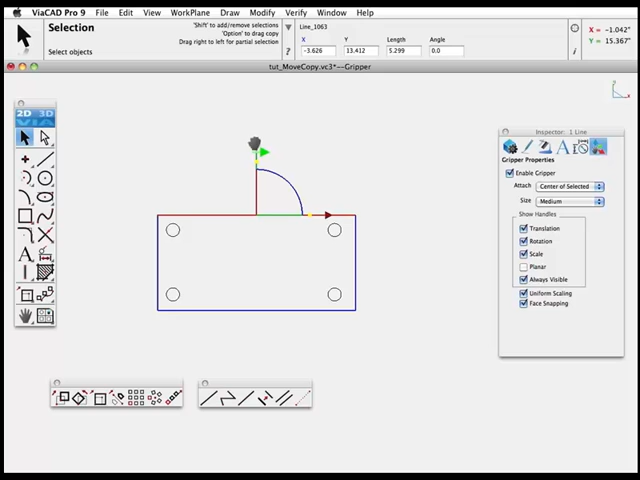 ViaCAD Pro 9 File Edit View WorkPlane Draw Modify Verify Window Help
Selection
Select objects
'Shift' to add/remove selections
'Option' to drag copy
Drag right to left for partial selection
?
Line_1063
X Y Length Angle
-3.626 13.412 5.299 0.0
X = -1.042"
Y = 15.367"
tut_MoveCopy.vc3*---Gripper
2D 3D
VIA
Inspector: 1 Line
Gripper Properties
Enable Gripper
Attach Center of Selected
Size Medium
Show Handles
Translation
Rotation
Scale
Planar
Always Visible
Uniform Scaling
Face Snapping